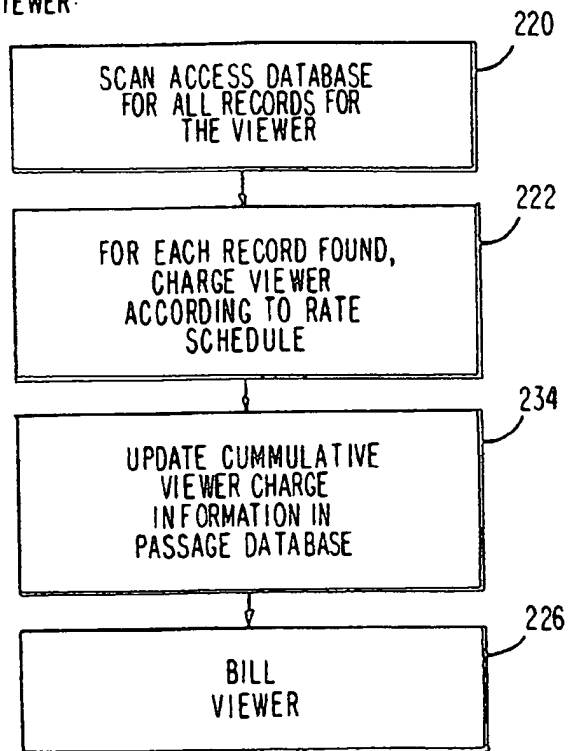 220
SCAN ACCESS DATABASE
FOR ALL RECORDS FOR
THE VIEWER
222
FOR EACH RECORD FOUND,
CHARGE VIEWER
ACCORDING TO RATE
SCHEDULE
234
UPDATE CUMMULATIVE
VIEWER CHARGE
INFORMATION IN
PASSAGE DATABASE
226
BILL
VIEWER